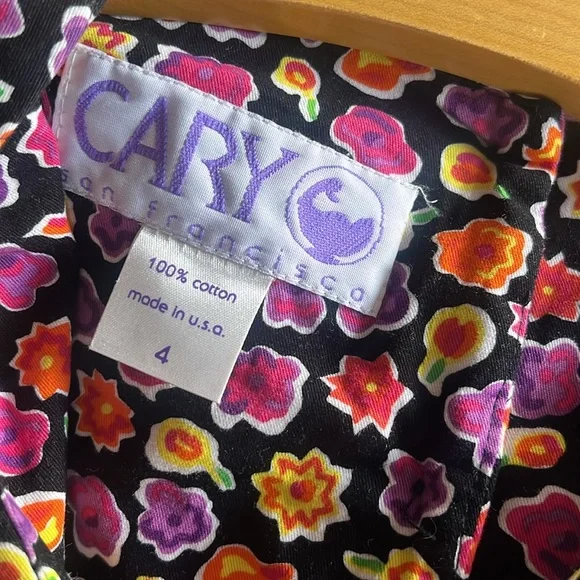 CARY
san francisco
100% cotton
made in u.s.a.
4